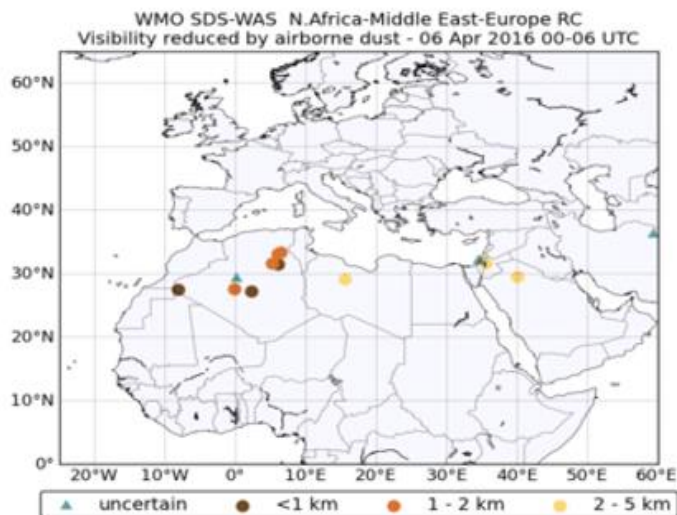 WMO SDS-WAS N.Africa-Middle East-Europe RC
Visibility reduced by airborne dust - 06 Apr 2016 00-06 UTC
60°N
50°N
40°N
30°N
20°N
10°N
0°
20°W 10°W 0° 10°E 20°E 30°E 40°E 50°E 60°E
uncertain <1 km 1 - 2 km 2 - 5 km